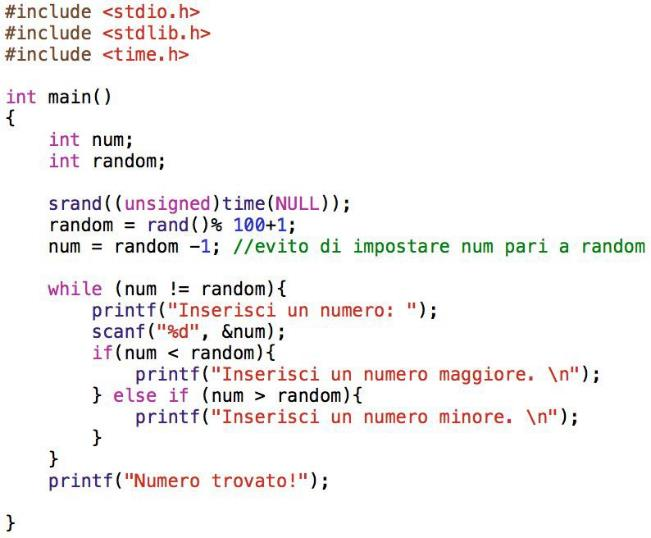 #include <stdio.h>
#include <stdlib.h>
#include <time.h>

int main()
{
    int num;
    int random;

    srand((unsigned)time(NULL));
    random = rand()% 100+1;
    num = random -1; //evito di impostare num pari a random

    while (num != random){
        printf("Inserisci un numero: ");
        scanf("%d", &num);
        if(num < random){
            printf("Inserisci un numero maggiore. \n");
        } else if (num > random){
            printf("Inserisci un numero minore. \n");
        }
    }
    printf("Numero trovato!");

}